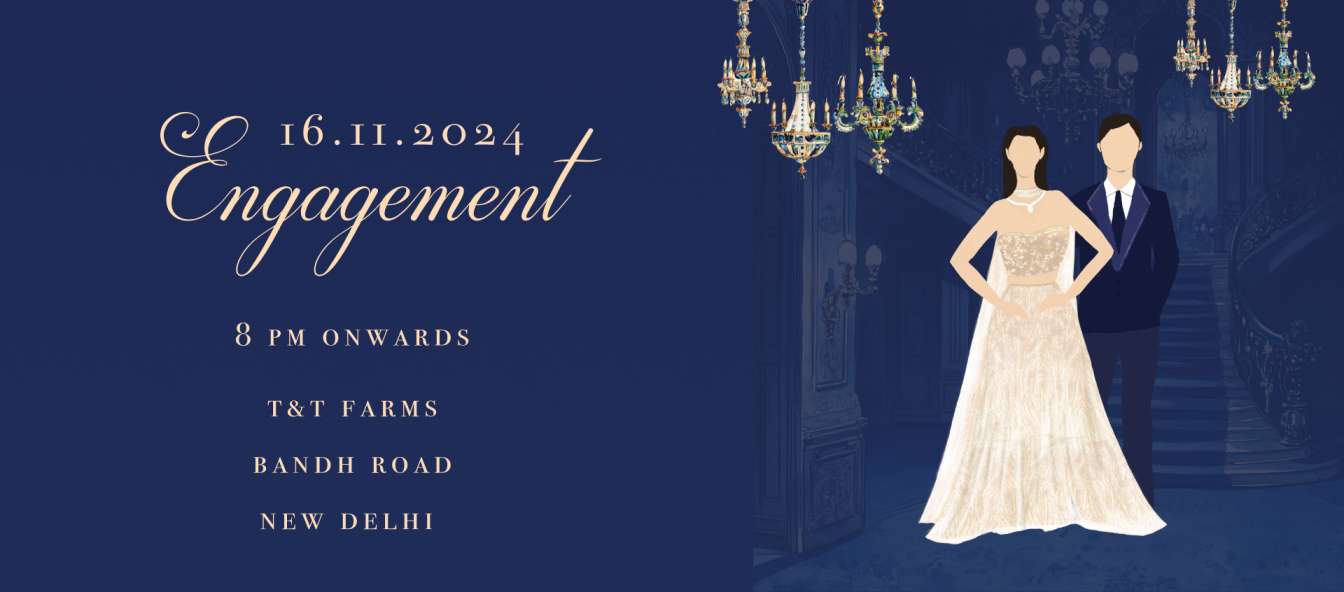 16.11.2024
Engagement
8 PM ONWARDS
T&T FARMS
BANDH ROAD
NEW DELHI